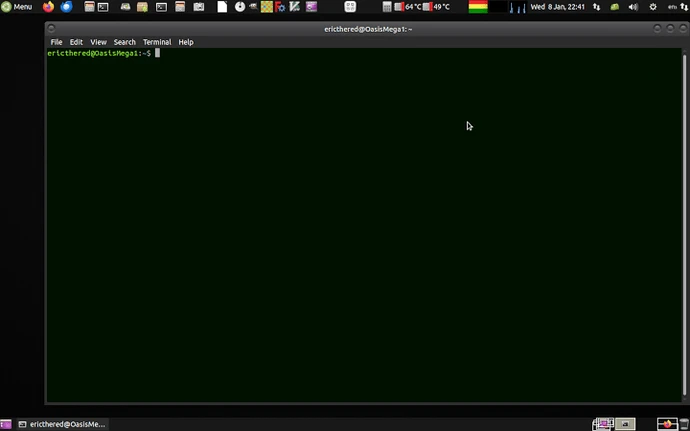 Menu
64°C 49°C
Wed 8 Jan, 22:41
ericthered@OasisMega1: ~
File Edit View Search Terminal Help
ericthered@OasisMega1:~$
ericthered@OasisMe...